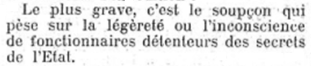 Le plus grave, c'est le soupçon qui
pèse sur la légèreté ou l'inconscience
de fonctionnaires détenteurs des secrets
de l'Etat.